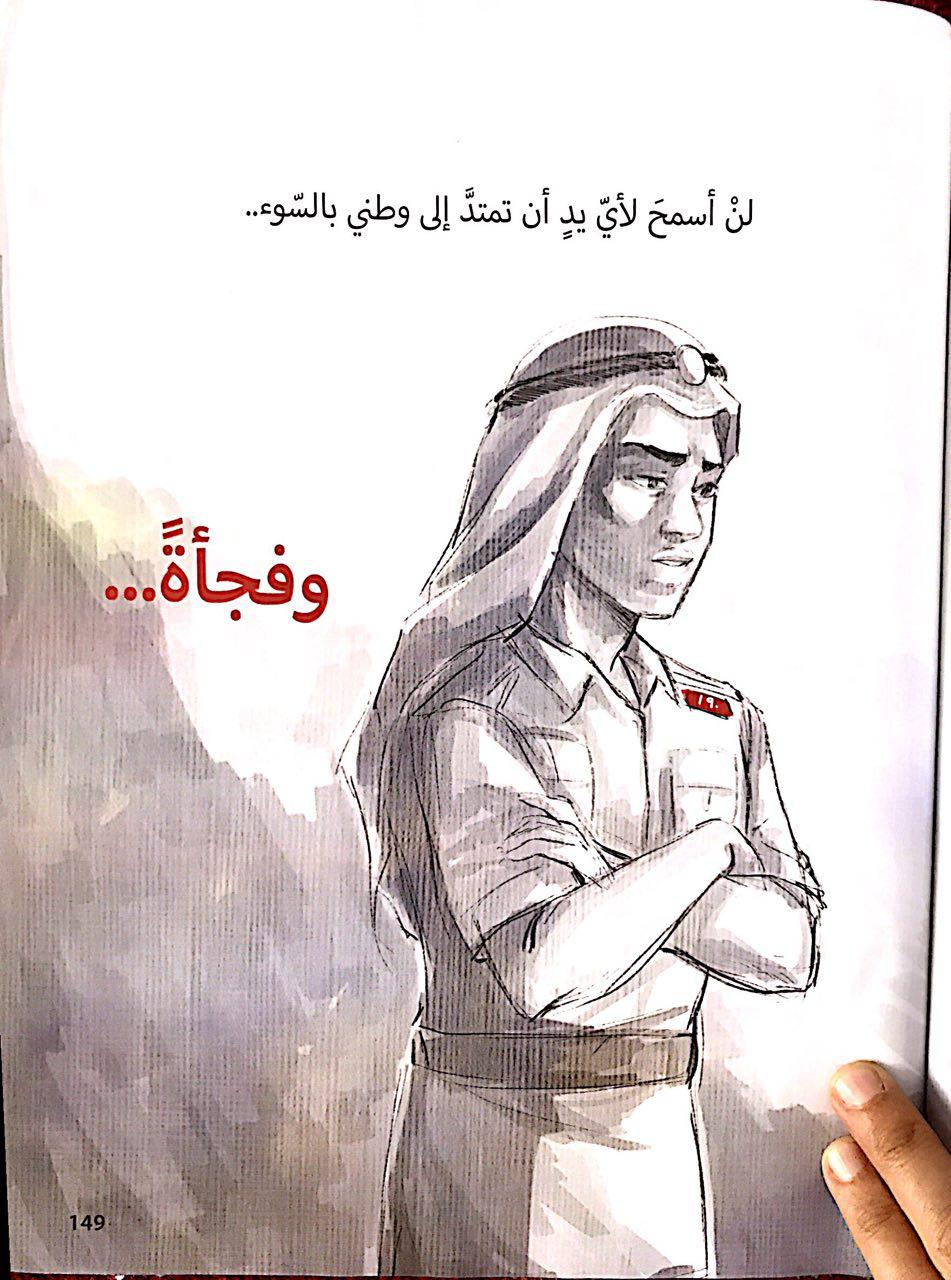 لنْ أسمحَ لأيّ يدٍ أن تمتدَّ إلى وطني بالسّوء..
وفجأةً...
١٩٠
149